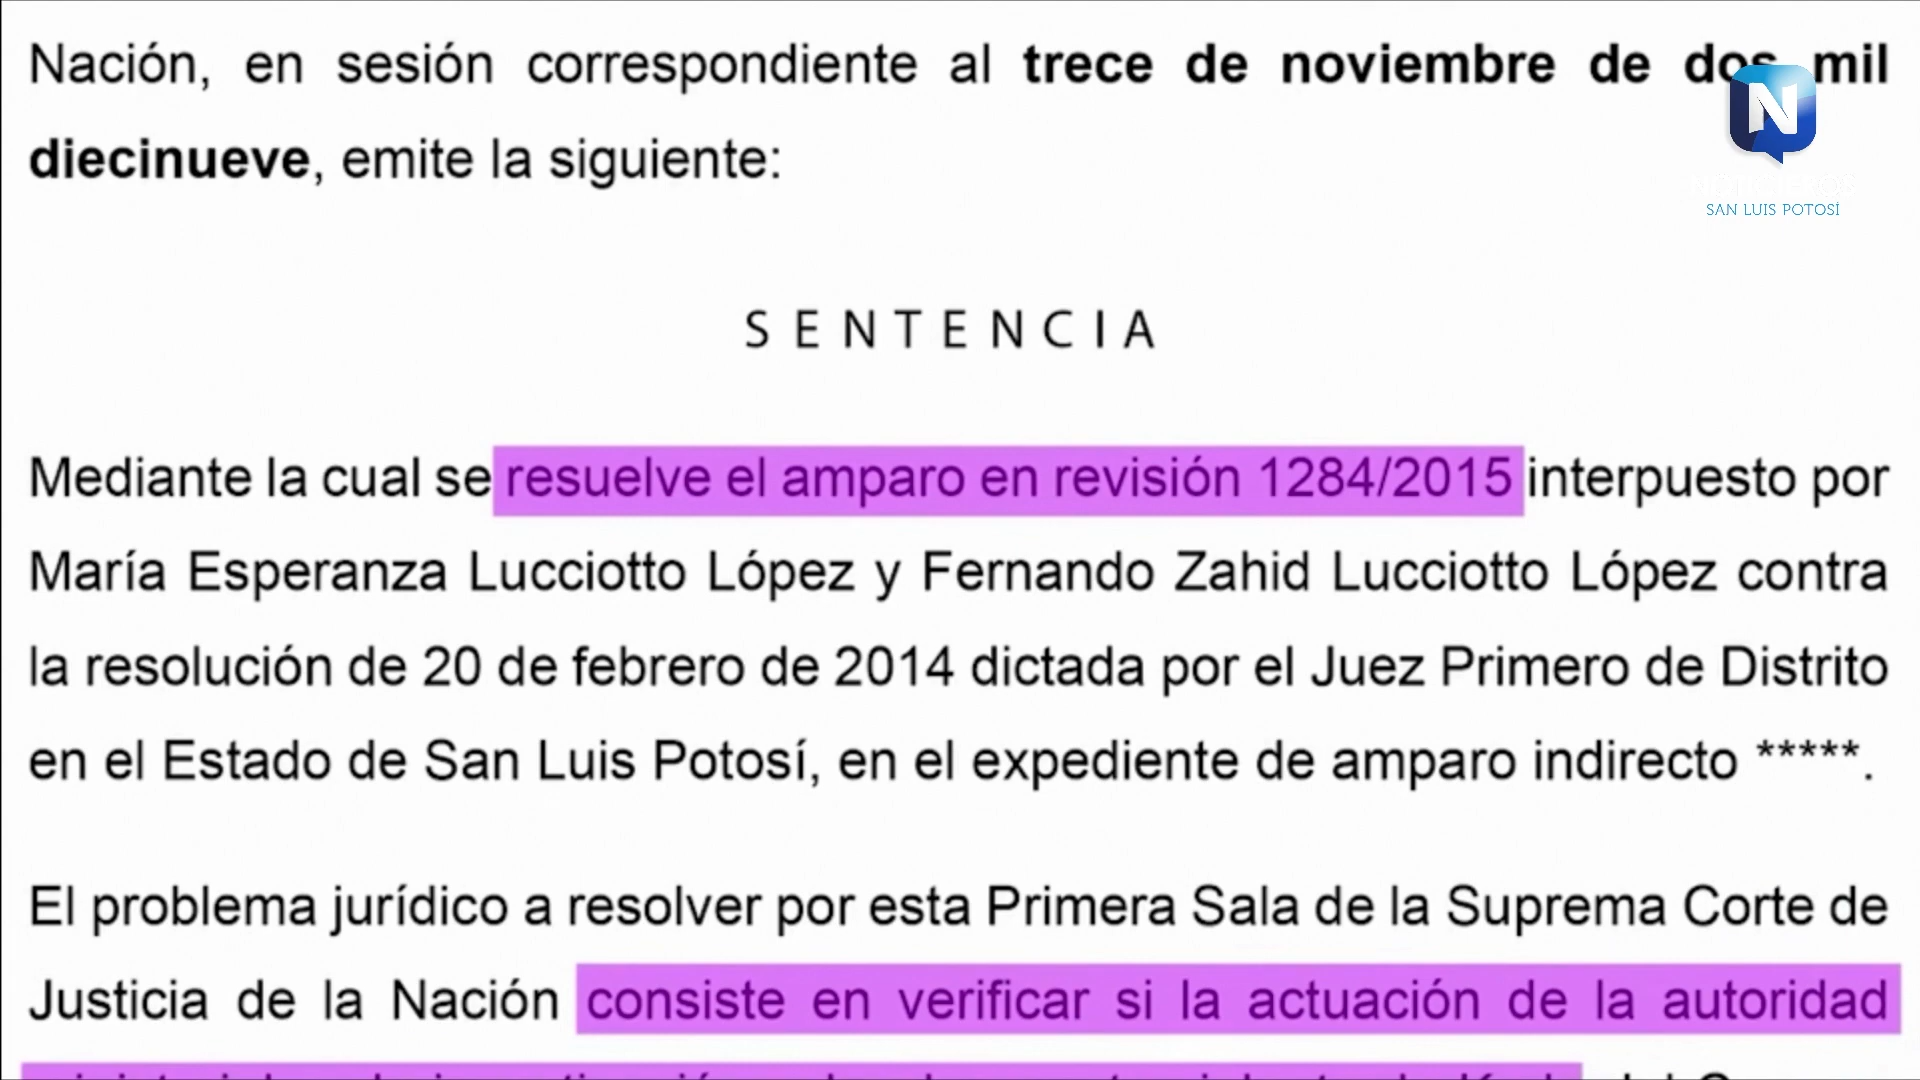 Nación, en sesión correspondiente al trece de noviembre de dos mil
diecinueve, emite la siguiente:
N
SAN LUIS POTOSÍ
SENTENCIA
Mediante la cual se resuelve el amparo en revisión 1284/2015 interpuesto por
María Esperanza Lucciotto López y Fernando Zahid Lucciotto López contra
la resolución de 20 de febrero de 2014 dictada por el Juez Primero de Distrito
en el Estado de San Luis Potosí, en el expediente de amparo indirecto *****.
El problema jurídico a resolver por esta Primera Sala de la Suprema Corte de
Justicia de la Nación consiste en verificar si la actuación de la autoridad